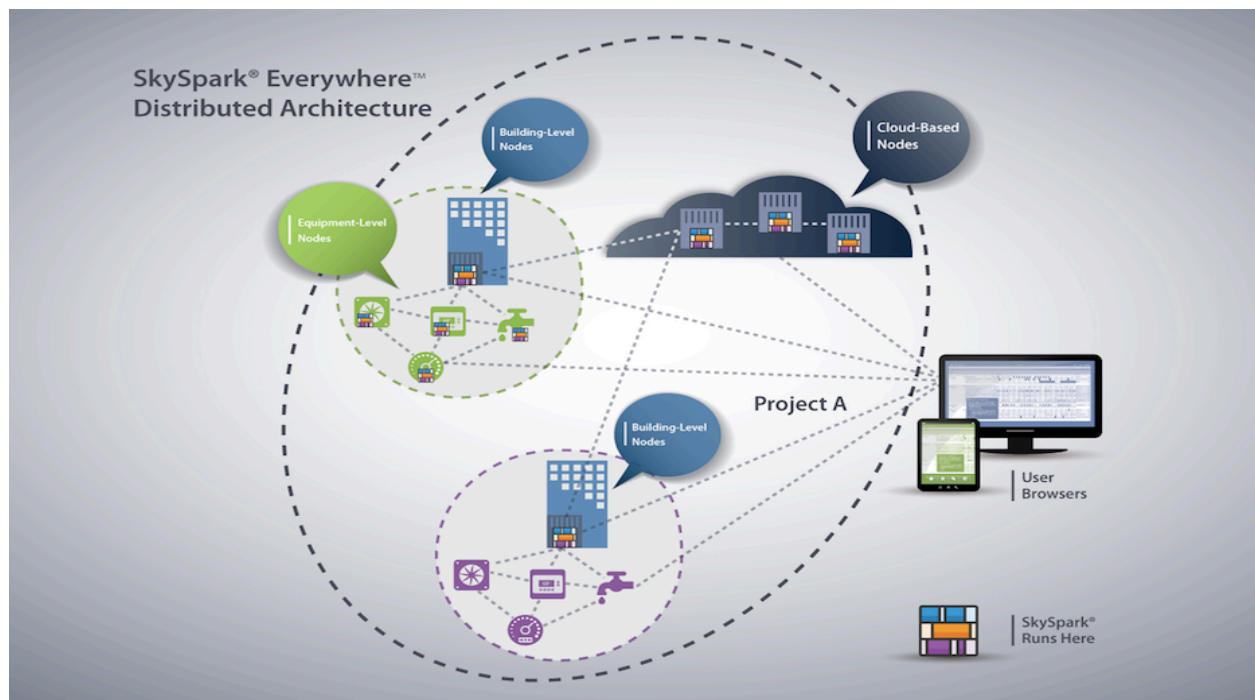 SkySpark® Everywhere™
Distributed Architecture
Building-Level
Nodes
Cloud-Based
Nodes
Equipment-Level
Nodes
Project A
Building-Level
Nodes
User
Browsers
SkySpark®
Runs Here